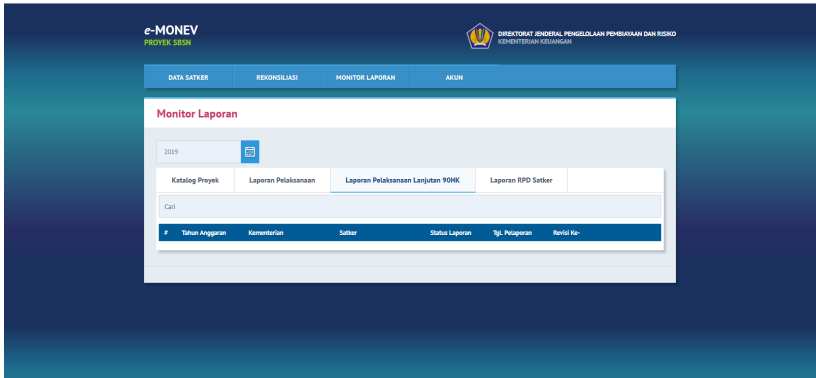 e-MONEV
PROYEK SBSN
DIREKTORAT JENDERAL PENGELOLAAN PEMBIAYAAN DAN RISIKO
KEMENTERIAN KEUANGAN
DATA SATKER REKONSILIASI MONITOR LAPORAN AKUN
Monitor Laporan
2019
Katalog Proyek Laporan Pelaksanaan Laporan Pelaksanaan Lanjutan 90HK Laporan RPD Satker
Cari
# Tahun Anggaran Kementerian Satker Status Laporan Tgl. Pelaporan Revisi Ke-